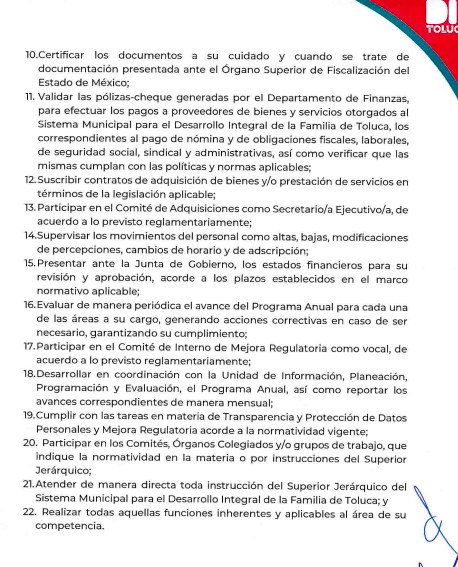 DI
TOLUC
10.Certificar los documentos a su cuidado y cuando se trate de
documentación presentada ante el Órgano Superior de Fiscalización del
Estado de México;
11. Validar las pólizas-cheque generadas por el Departamento de Finanzas,
para efectuar los pagos a proveedores de bienes y servicios otorgados al
Sistema Municipal para el Desarrollo Integral de la Familia de Toluca, los
correspondientes al pago de nómina y de obligaciones fiscales, laborales,
de seguridad social, sindical y administrativas, así como verificar que las
mismas cumplan con las políticas y normas aplicables;
12.Suscribir contratos de adquisición de bienes y/o prestación de servicios en
términos de la legislación aplicable;
13.Participar en el Comité de Adquisiciones como Secretario/a Ejecutivo/a, de
acuerdo a lo previsto reglamentariamente;
14.Supervisar los movimientos del personal como altas, bajas, modificaciones
de percepciones, cambios de horario y de adscripción;
15.Presentar ante la Junta de Gobierno, los estados financieros para su
revisión y aprobación, acorde a los plazos establecidos en el marco
normativo aplicable;
16.Evaluar de manera periódica el avance del Programa Anual para cada una
de las áreas a su cargo, generando acciones correctivas en caso de ser
necesario, garantizando su cumplimiento;
17.Participar en el Comité de Interno de Mejora Regulatoria como vocal, de
acuerdo a lo previsto reglamentariamente;
18.Desarrollar en coordinación con la Unidad de Información, Planeación,
Programación y Evaluación, el Programa Anual, así como reportar los
avances correspondientes de manera mensual;
19.Cumplir con las tareas en materia de Transparencia y Protección de Datos
Personales y Mejora Regulatoria acorde a la normatividad vigente;
20. Participar en los Comités, Órganos Colegiados y/o grupos de trabajo, que
indique la normatividad en la materia o por instrucciones del Superior
Jerárquico;
21.Atender de manera directa toda instrucción del Superior Jerárquico del
Sistema Municipal para el Desarrollo Integral de la Familia de Toluca; y
22. Realizar todas aquellas funciones inherentes y aplicables al área de su
competencia.